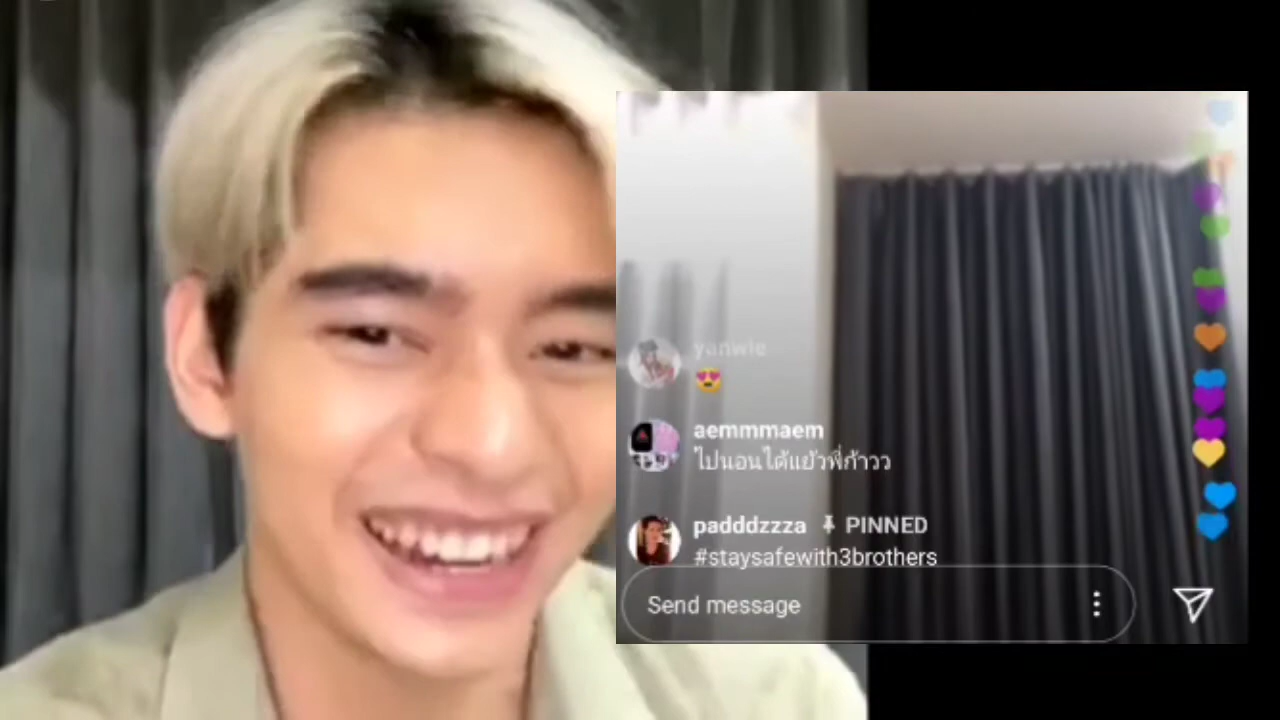 yanwie
😍
aemmmaem
ไปนอนได้แย้วพี่ก้าวว
padddzzza PINNED
#staysafewith3brothers
Send message